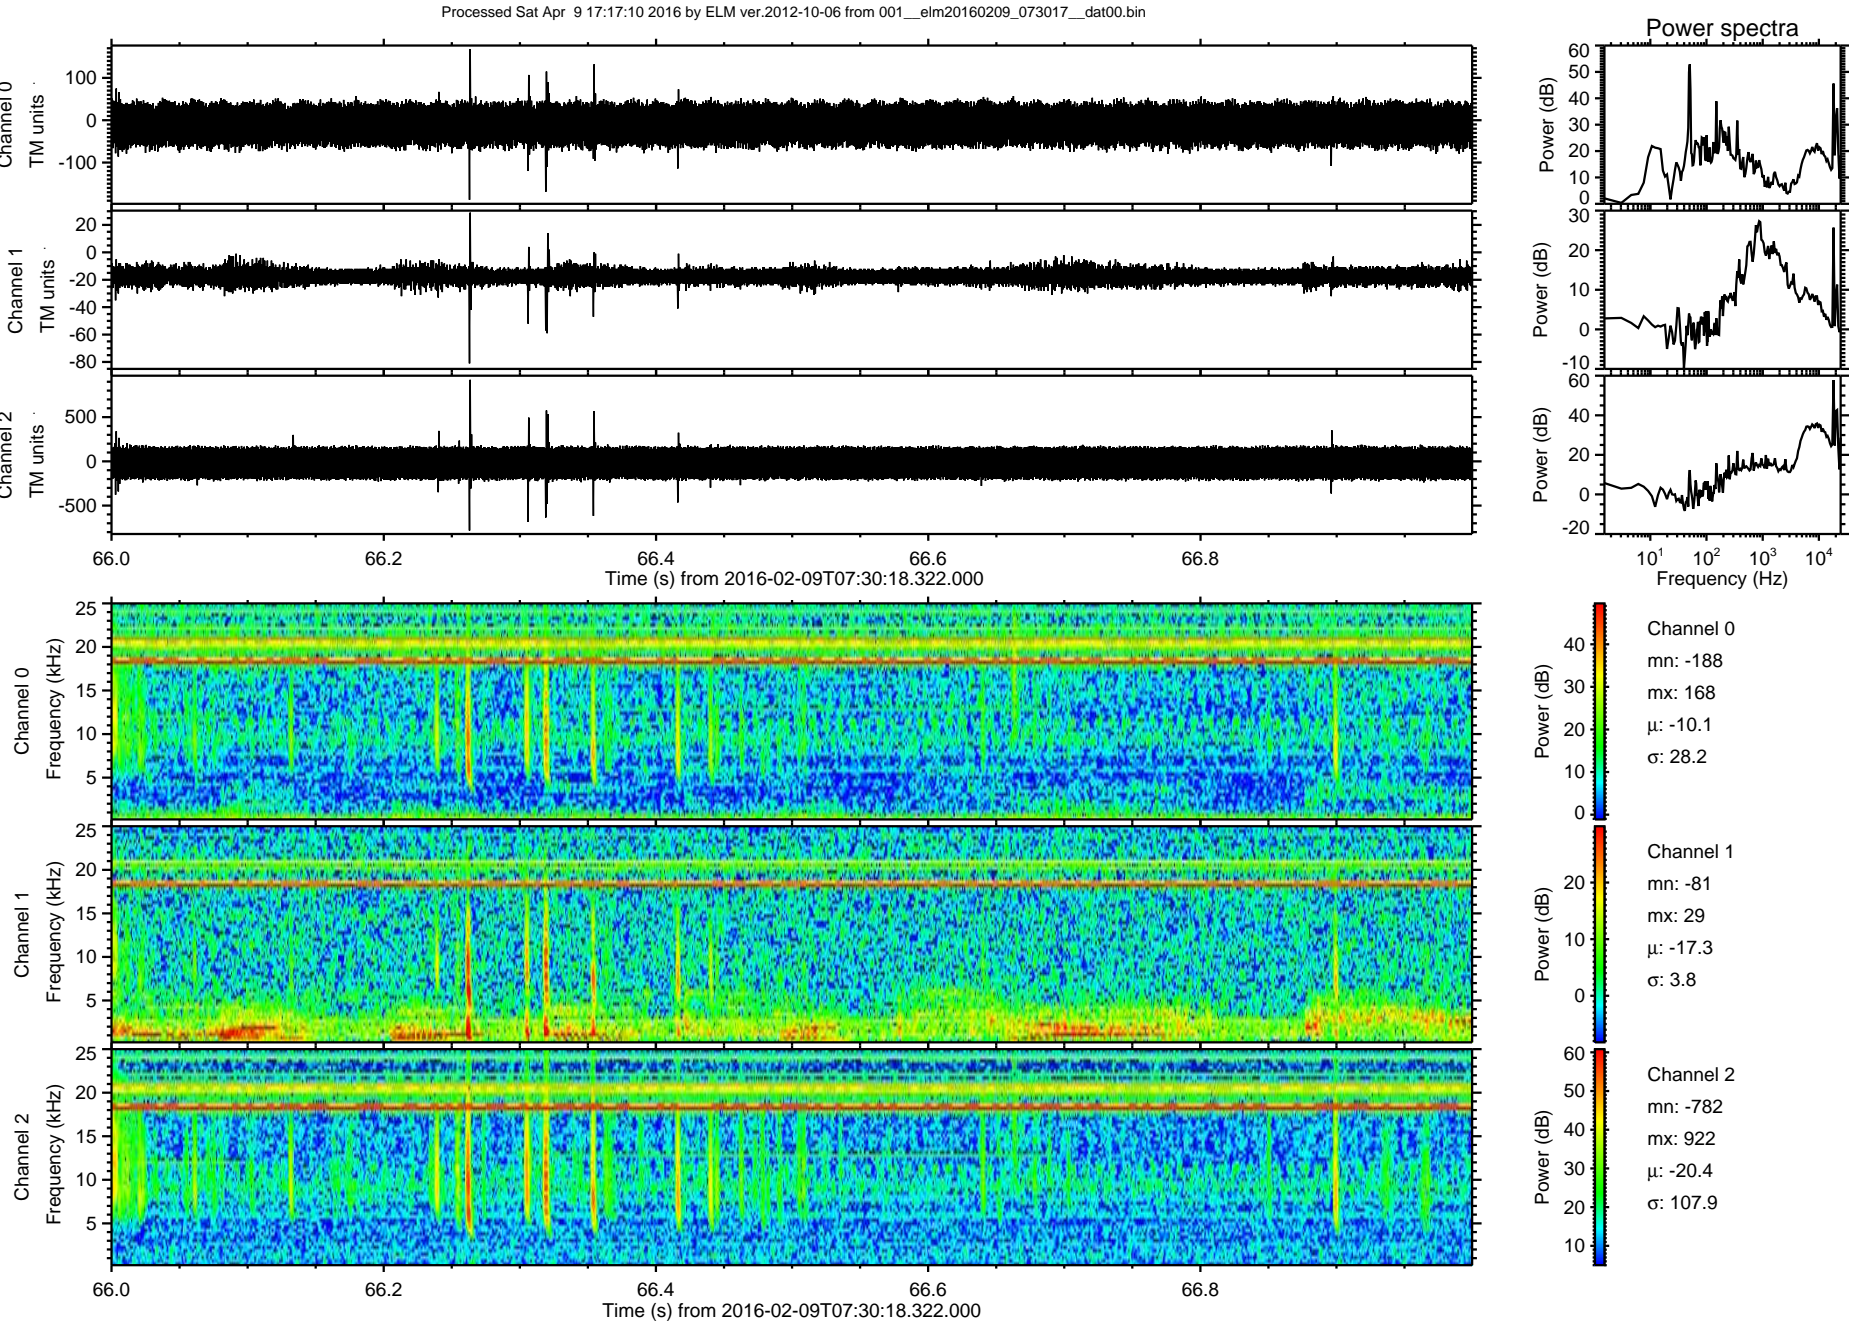 Processed Sat Apr 9 17:17:10 2016 by ELM ver.2012-10-06 from 001__elm20160209_073017__dat00.bin
Power spectra
Channel 0
TM units
100
0
-100
Power (dB)
60
50
40
30
20
10
0
Channel 1
TM units
20
0
-20
-40
-60
-80
Power (dB)
30
20
10
0
-10
Channel 2
TM units
500
0
-500
Power (dB)
60
40
20
0
-20
66.0 66.2 66.4 66.6 66.8
Time (s) from 2016-02-09T07:30:18.322.000
10¹ 10² 10³ 10⁴
Frequency (Hz)
Channel 0
Frequency (kHz)
25
20
15
10
5
Power (dB)
40
30
20
10
0
Channel 0
mn: -188
mx: 168
μ: -10.1
σ: 28.2
Channel 1
Frequency (kHz)
25
20
15
10
5
Power (dB)
20
10
0
Channel 1
mn: -81
mx: 29
μ: -17.3
σ: 3.8
Channel 2
Frequency (kHz)
25
20
15
10
5
Power (dB)
60
50
40
30
20
10
Channel 2
mn: -782
mx: 922
μ: -20.4
σ: 107.9
66.0 66.2 66.4 66.6 66.8
Time (s) from 2016-02-09T07:30:18.322.000